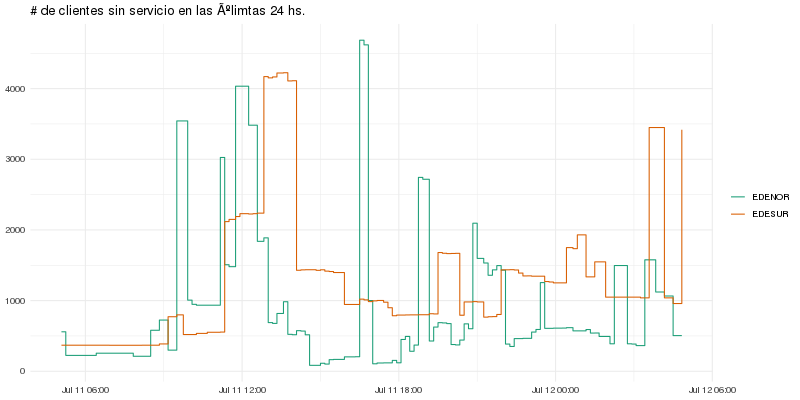 # de clientes sin servicio en las Ãºlimtas 24 hs.
4000
3000
2000
1000
0
Jul 11 06:00
Jul 11 12:00
Jul 11 18:00
Jul 12 00:00
Jul 12 06:00
EDENOR
EDESUR